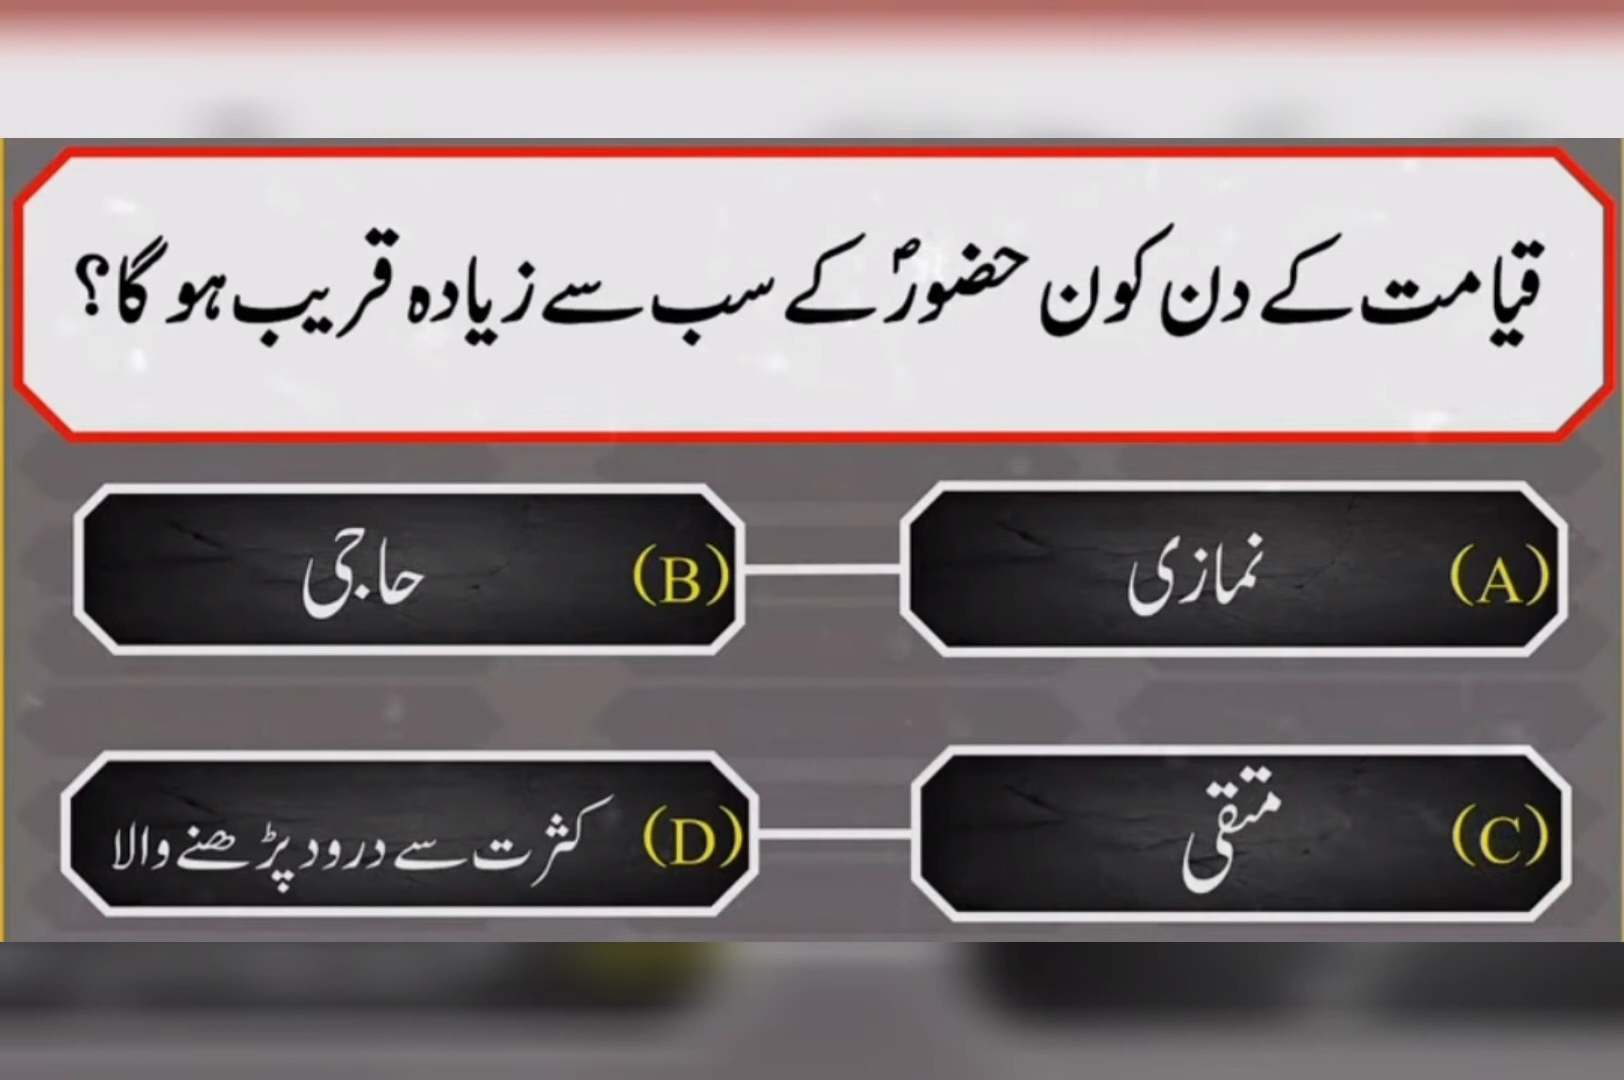 قیامت کے دن کون حضورؐ کے سب سے زیادہ قریب ہو گا؟
(A) نمازی
(B) حاجی
(C) متقی
(D) کثرت سے درود پڑھنے والا